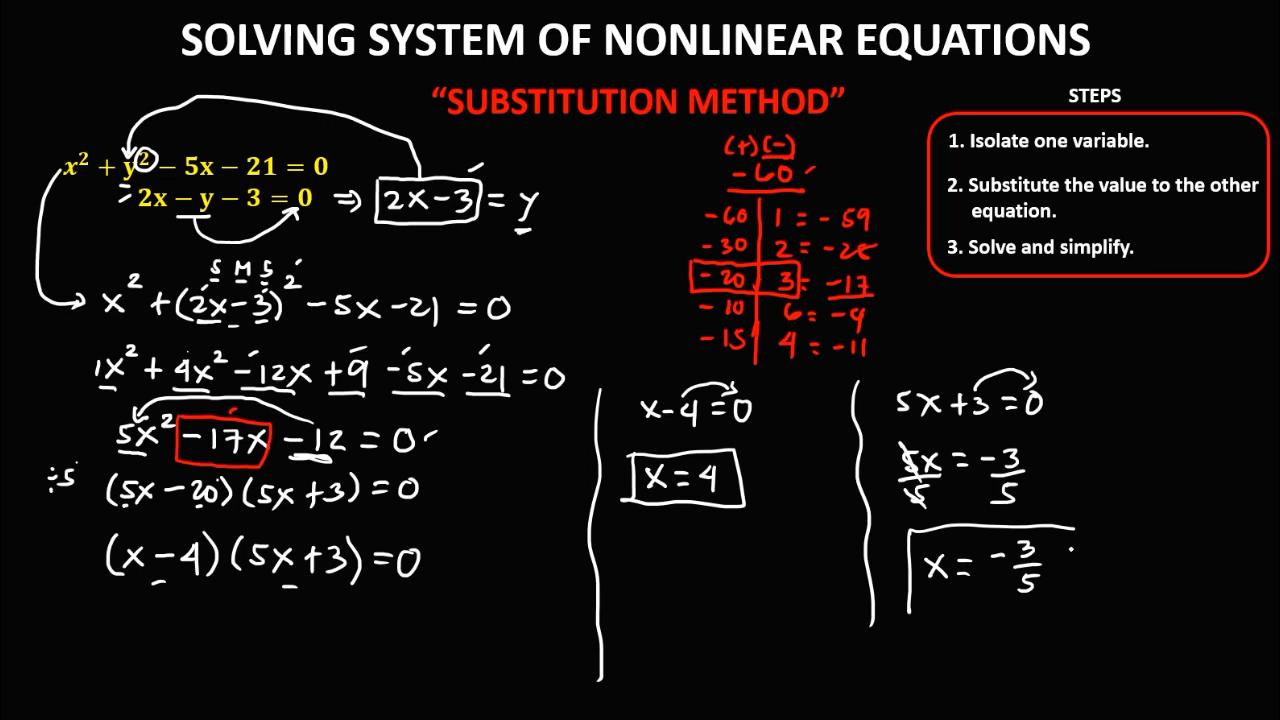 SOLVING SYSTEM OF NONLINEAR EQUATIONS
“SUBSTITUTION METHOD”
x² + y² − 5x − 21 = 0
2x − y − 3 = 0 ⇒ 2x − 3 = y
S M S
x² + (2x − 3)² − 5x − 21 = 0
1x² + 4x² − 12x + 9 − 5x − 21 = 0
5x² − 17x − 12 = 0
÷5 (5x − 20)(5x + 3) = 0
(x − 4)(5x + 3) = 0
(+)(−)
−60
−60 | 1 = −59
−30 | 2 = −28
−20 | 3 = −17
−10 | 6 = −4
−15 | 4 = −11
x − 4 = 0
x = 4
5x + 3 = 0
5x/5 = −3/5
x = −3/5
STEPS
1. Isolate one variable.
2. Substitute the value to the other
equation.
3. Solve and simplify.